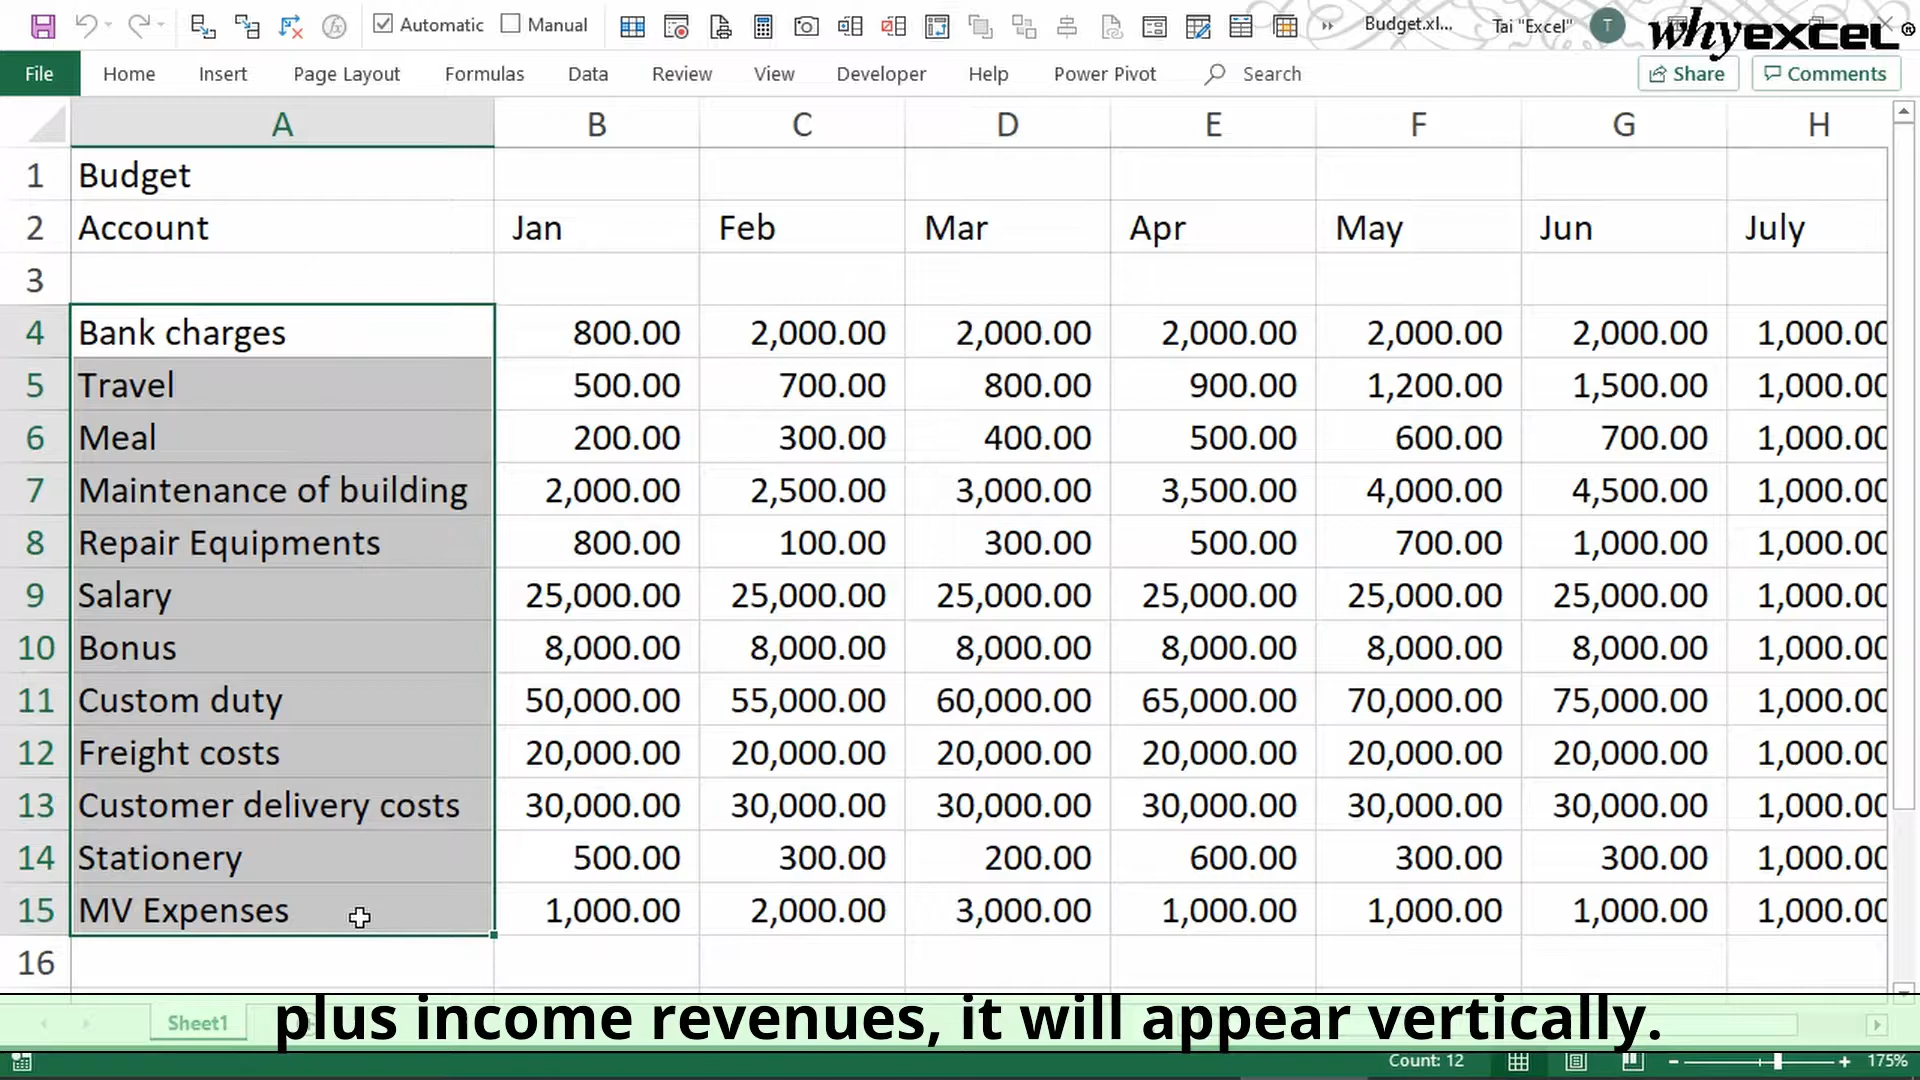 Automatic Manual Budget.xl... Tai "Excel" T whyEXCEL®
File Home Insert Page Layout Formulas Data Review View Developer Help Power Pivot Search Share Comments
A B C D E F G H
1 Budget
2 Account Jan Feb Mar Apr May Jun July
3
4 Bank charges 800.00 2,000.00 2,000.00 2,000.00 2,000.00 2,000.00 1,000.00
5 Travel 500.00 700.00 800.00 900.00 1,200.00 1,500.00 1,000.00
6 Meal 200.00 300.00 400.00 500.00 600.00 700.00 1,000.00
7 Maintenance of building 2,000.00 2,500.00 3,000.00 3,500.00 4,000.00 4,500.00 1,000.00
8 Repair Equipments 800.00 100.00 300.00 500.00 700.00 1,000.00 1,000.00
9 Salary 25,000.00 25,000.00 25,000.00 25,000.00 25,000.00 25,000.00 1,000.00
10 Bonus 8,000.00 8,000.00 8,000.00 8,000.00 8,000.00 8,000.00 1,000.00
11 Custom duty 50,000.00 55,000.00 60,000.00 65,000.00 70,000.00 75,000.00 1,000.00
12 Freight costs 20,000.00 20,000.00 20,000.00 20,000.00 20,000.00 20,000.00 1,000.00
13 Customer delivery costs 30,000.00 30,000.00 30,000.00 30,000.00 30,000.00 30,000.00 1,000.00
14 Stationery 500.00 300.00 200.00 600.00 300.00 300.00 1,000.00
15 MV Expenses 1,000.00 2,000.00 3,000.00 1,000.00 1,000.00 1,000.00 1,000.00
16
Sheet1
plus income revenues, it will appear vertically.
Count: 12 175%